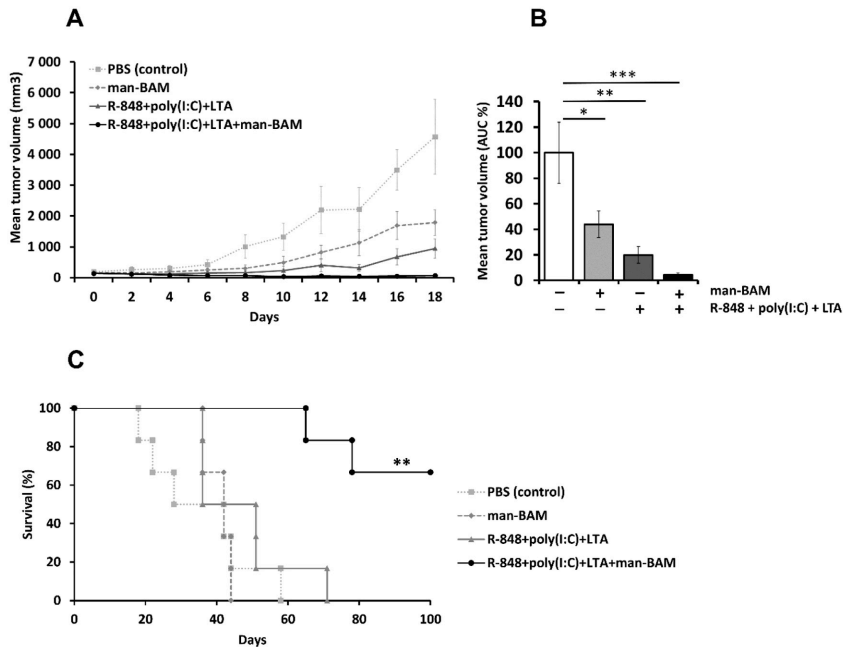 A
Mean tumor volume (mm3)
7 000
6 000
5 000
4 000
3 000
2 000
1 000
0
PBS (control)
man-BAM
R-848+poly(I:C)+LTA
R-848+poly(I:C)+LTA+man-BAM
0 2 4 6 8 10 12 14 16 18
Days
B
Mean tumor volume (AUC %)
140
120
100
80
60
40
20
0
***
**
*
− + − + man-BAM
− − + + R-848 + poly(I:C) + LTA
C
Survival (%)
100
80
60
40
20
0
**
0 20 40 60 80 100
Days
PBS (control)
man-BAM
R-848+poly(I:C)+LTA
R-848+poly(I:C)+LTA+man-BAM